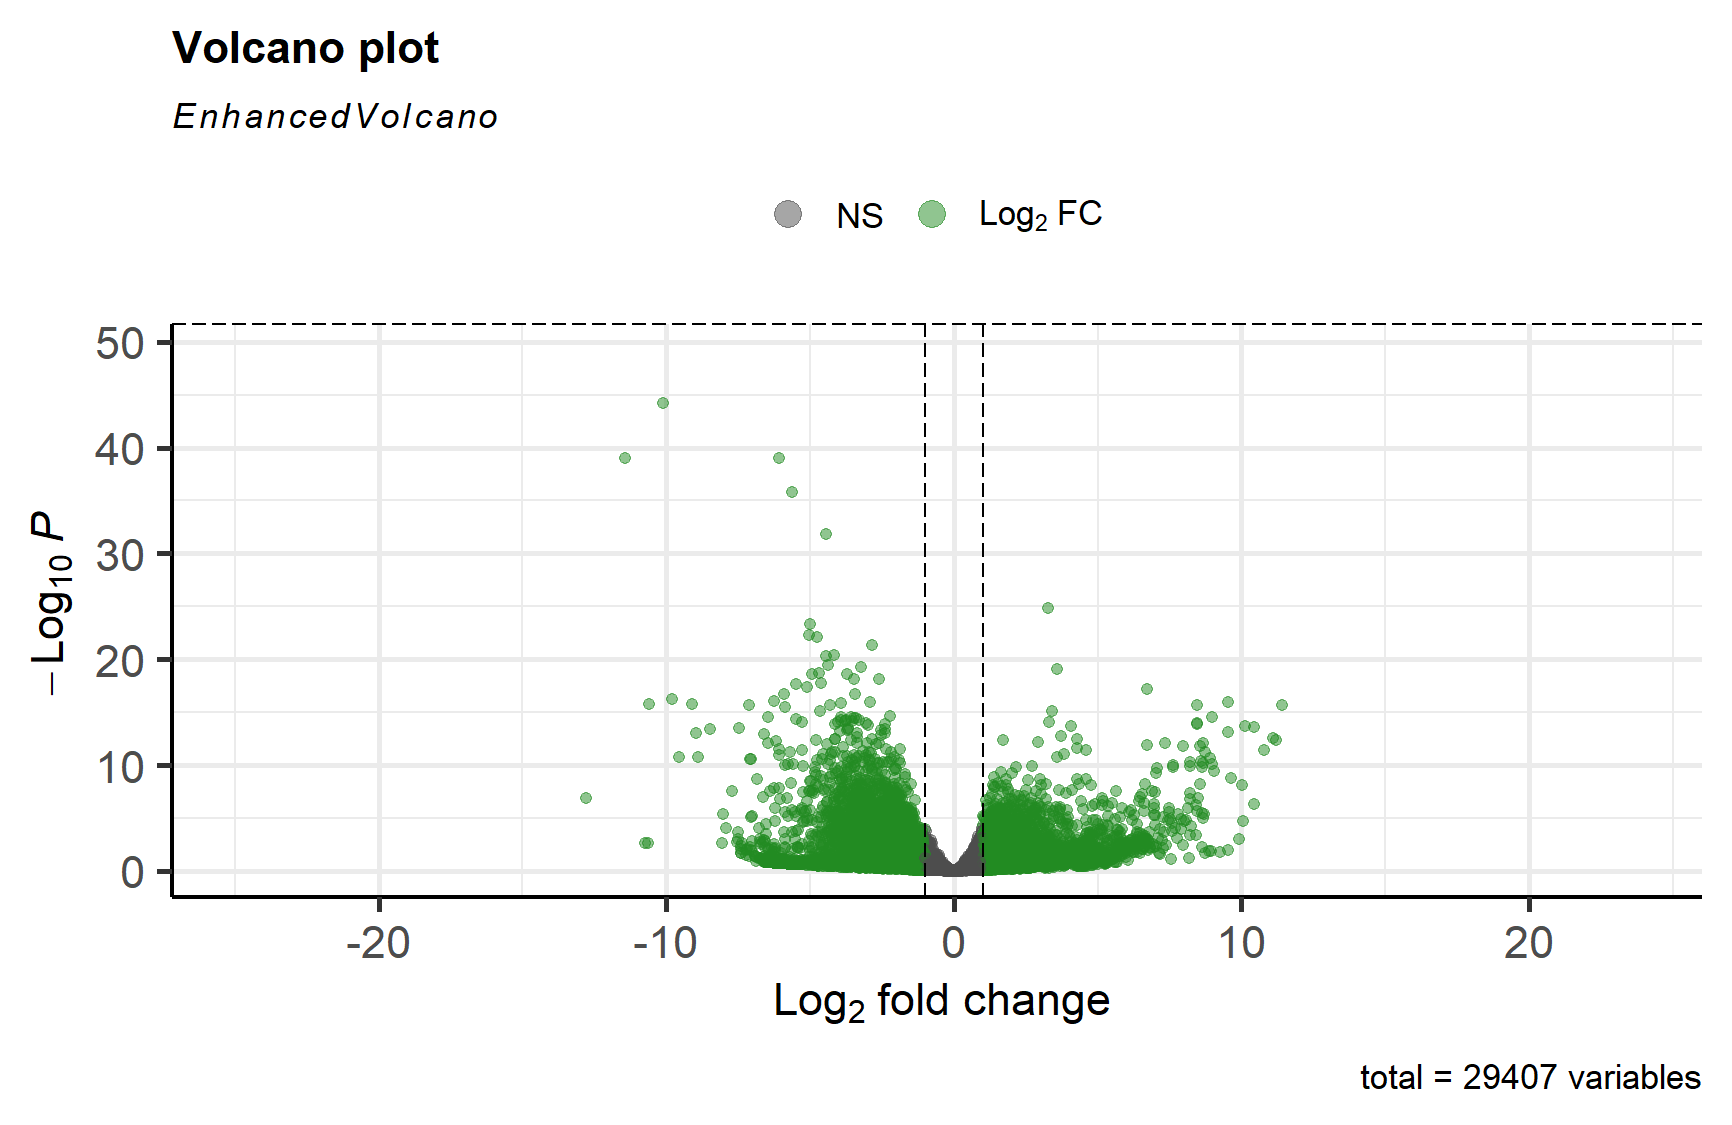 Volcano plot
EnhancedVolcano
NS Log₂ FC
50
40
30
20
10
0
−Log₁₀ P
-20 -10 0 10 20
Log₂ fold change
total = 29407 variables